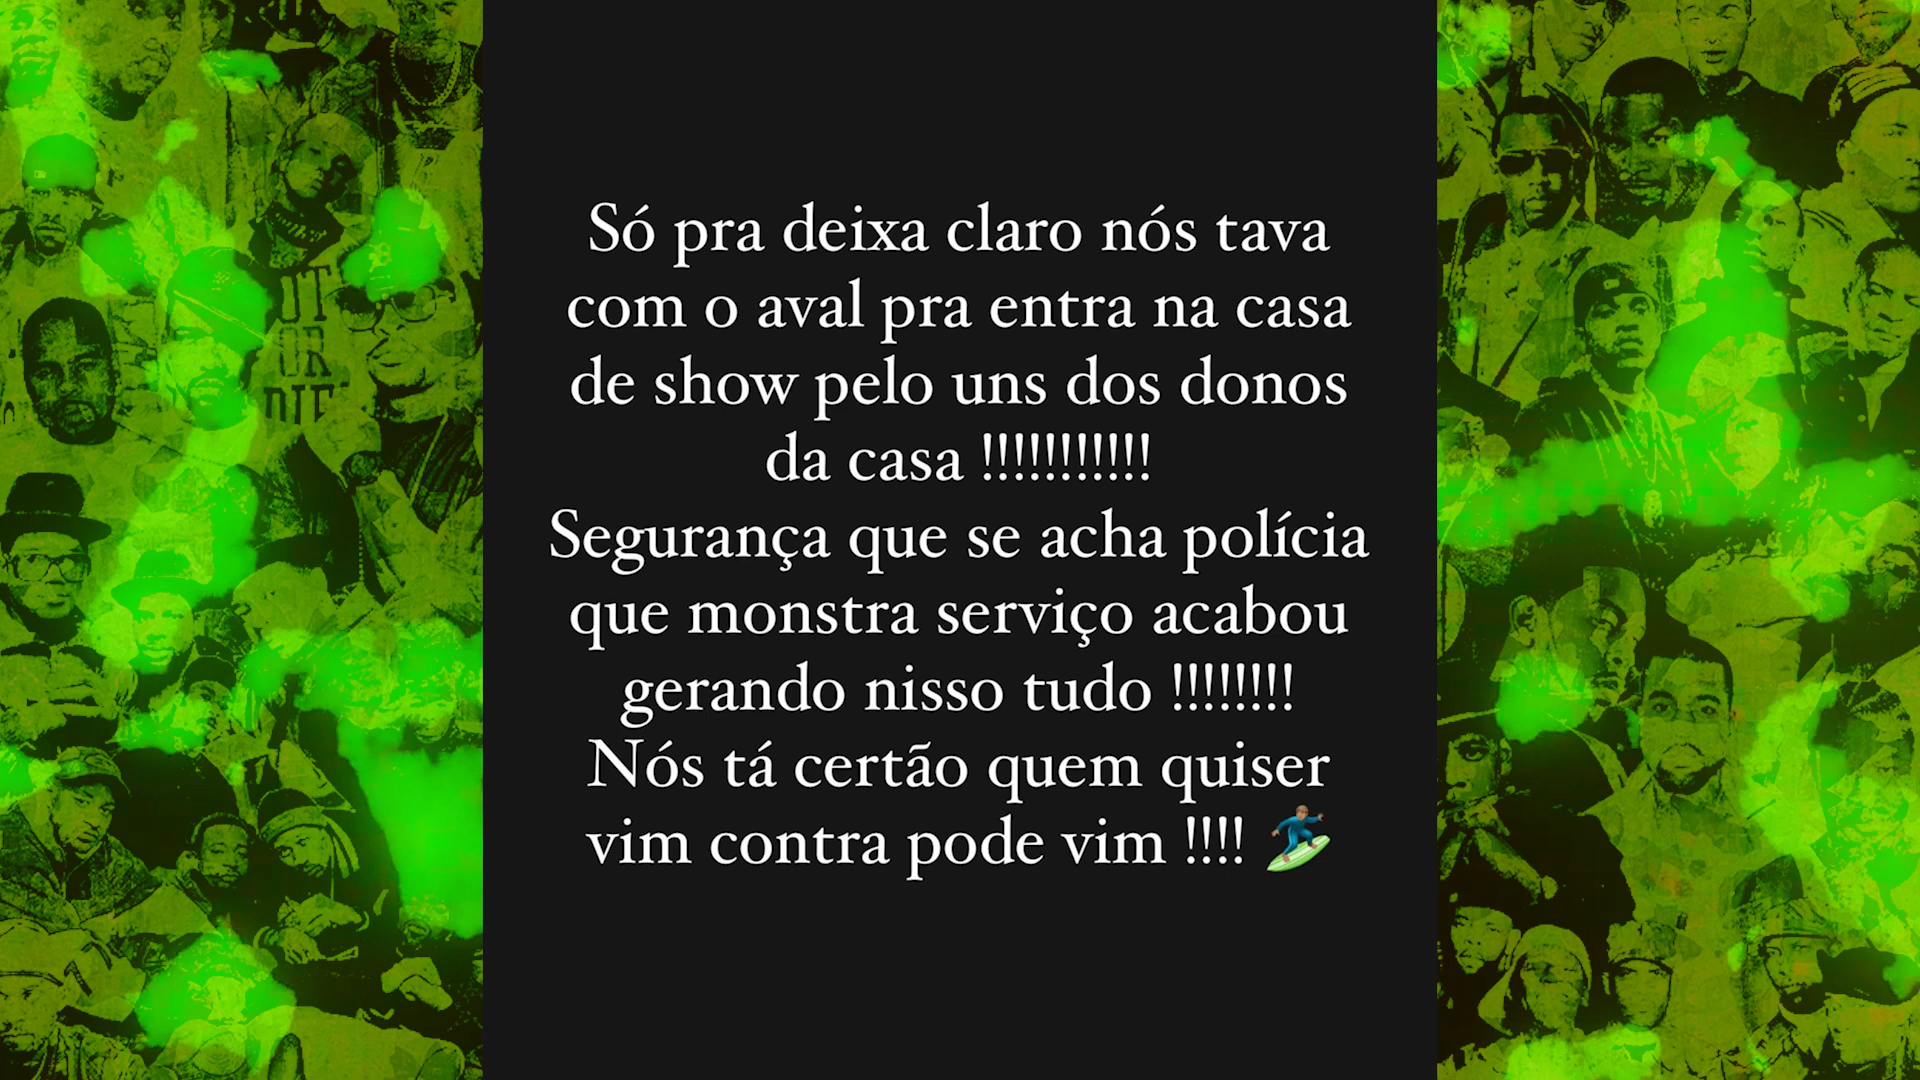 Só pra deixa claro nós tava
com o aval pra entra na casa
de show pelo uns dos donos
da casa !!!!!!!!!!!
Segurança que se acha polícia
que monstra serviço acabou
gerando nisso tudo !!!!!!!!
Nós tá certão quem quiser
vim contra pode vim !!!! 🏄🏽‍♂️
OR